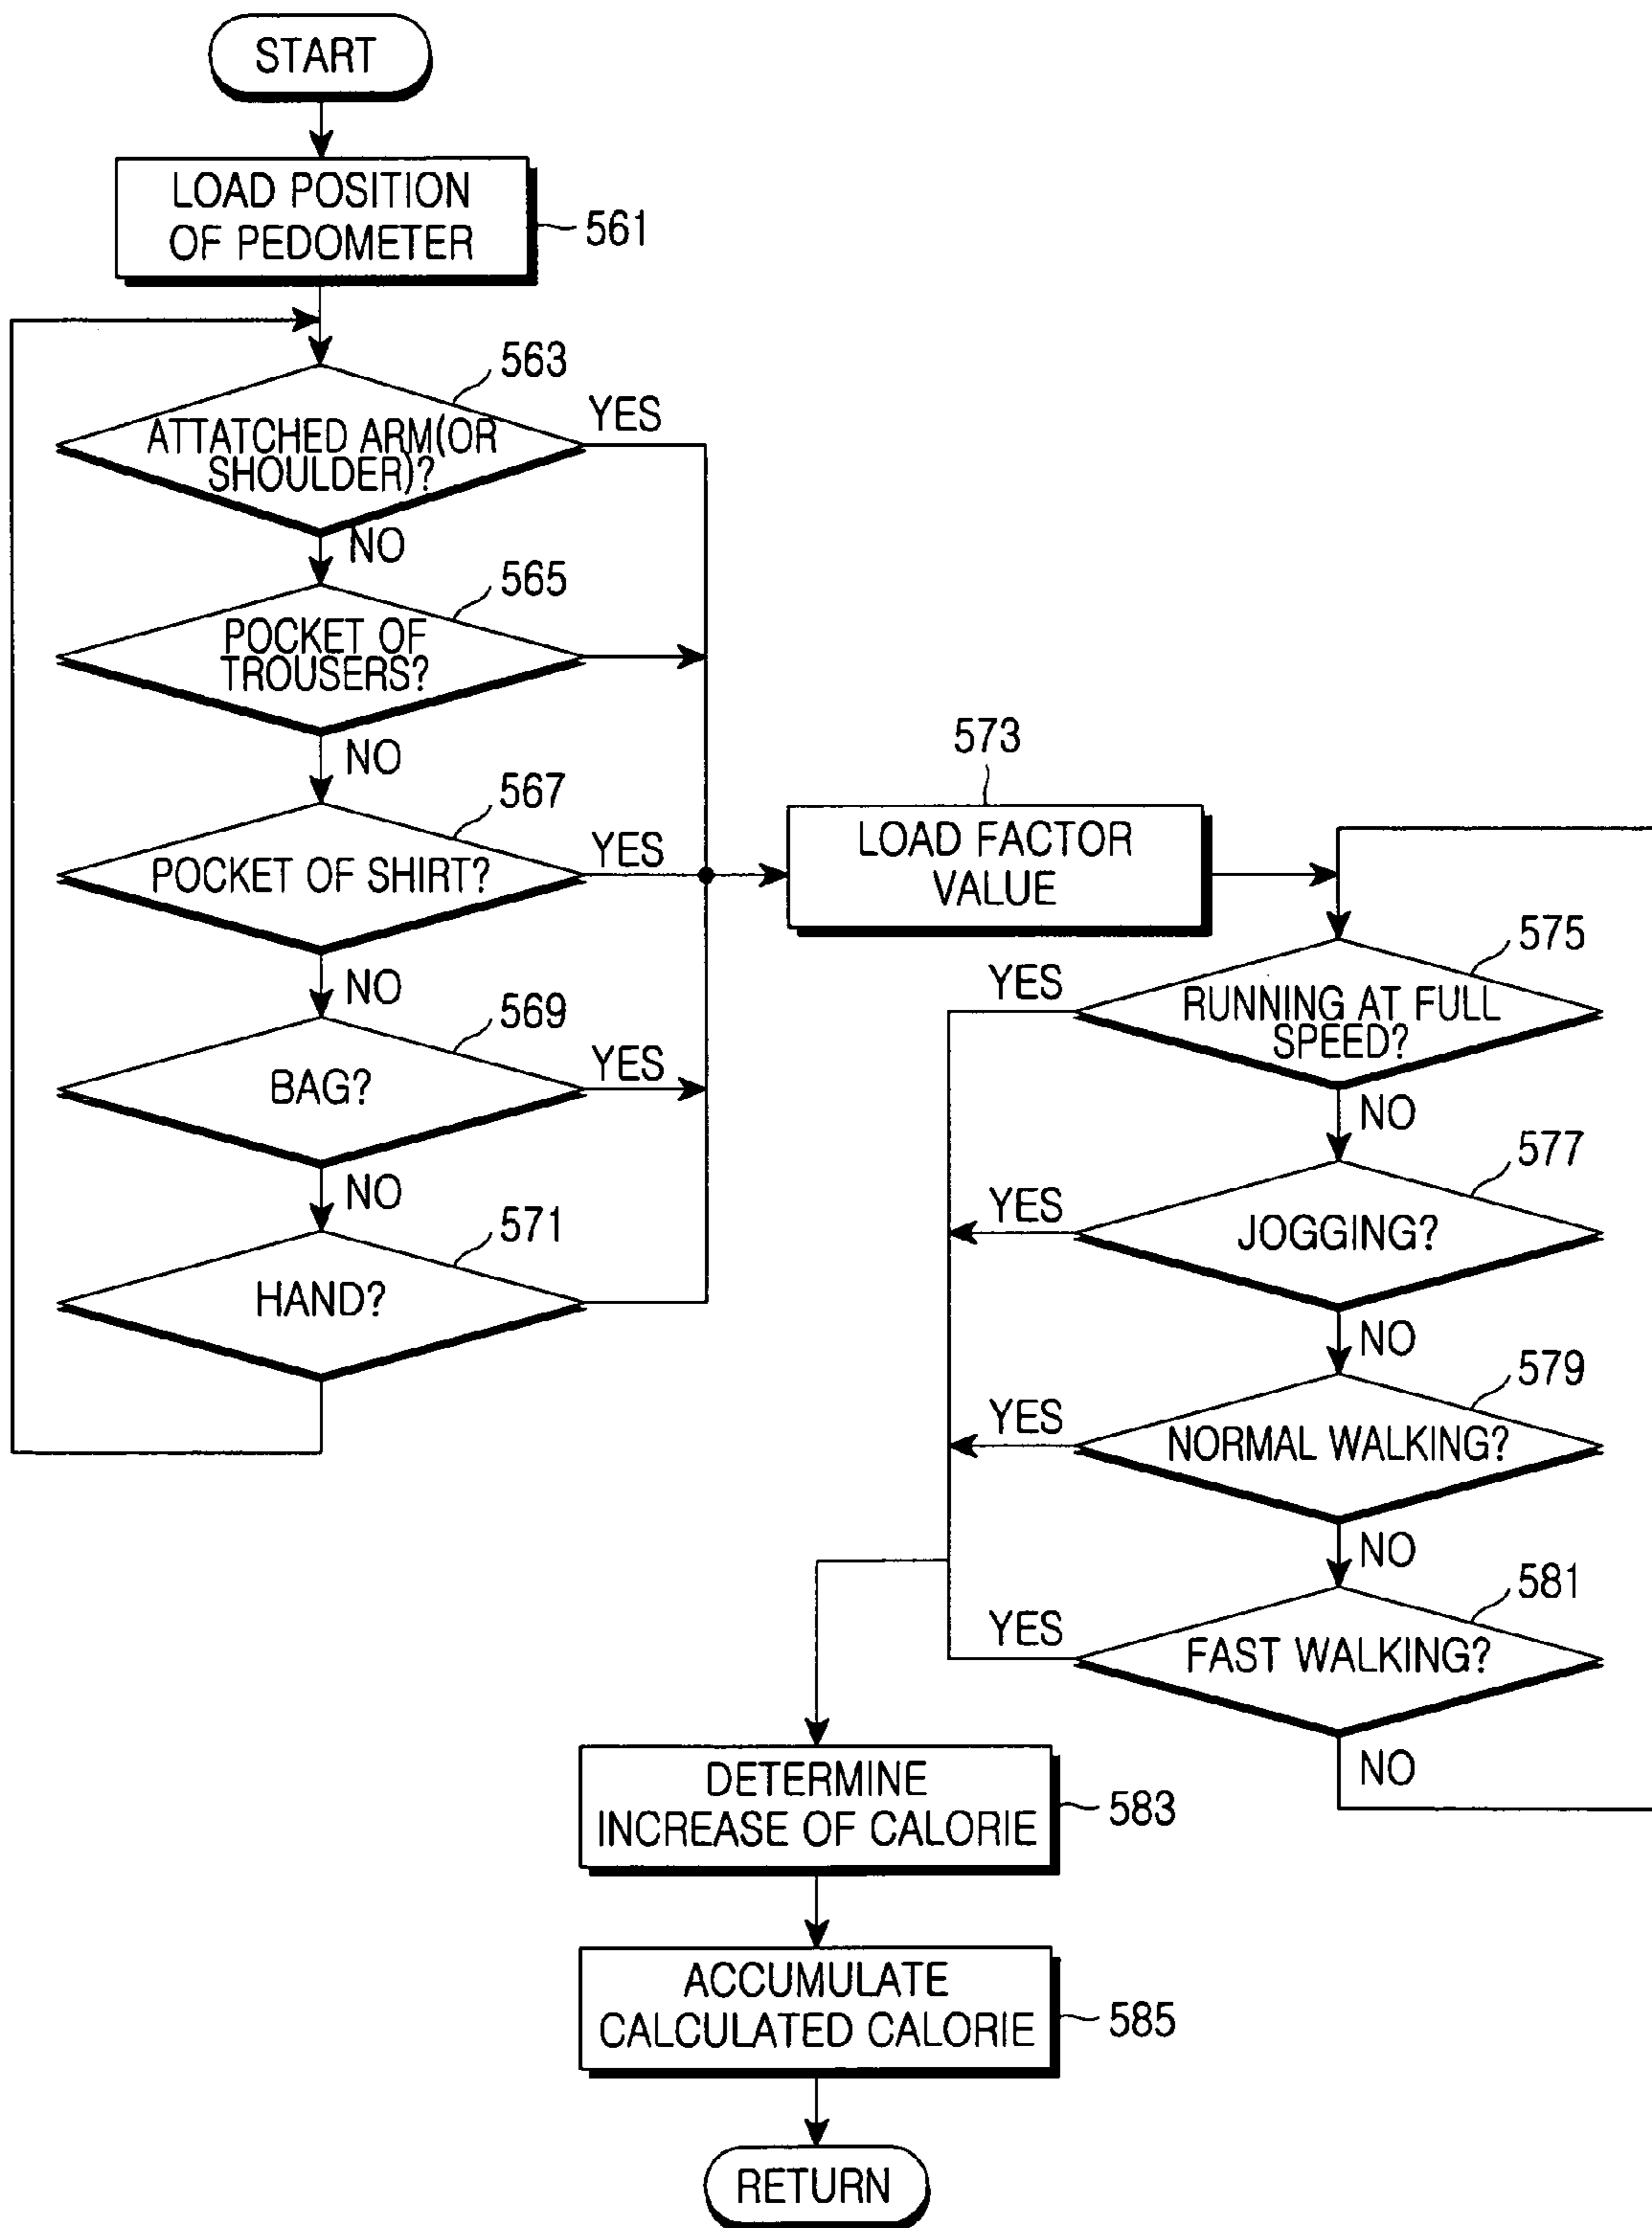 START
LOAD POSITION
OF PEDOMETER
561
563
ATTATCHED ARM(OR
SHOULDER)?
YES
NO
565
POCKET OF
TROUSERS?
NO
567
POCKET OF SHIRT?
YES
NO
569
BAG?
YES
NO
571
HAND?
573
LOAD FACTOR
VALUE
575
RUNNING AT FULL
SPEED?
YES
NO
577
JOGGING?
YES
NO
579
NORMAL WALKING?
YES
NO
581
FAST WALKING?
YES
NO
DETERMINE
INCREASE OF CALORIE
583
ACCUMULATE
CALCULATED CALORIE
585
RETURN